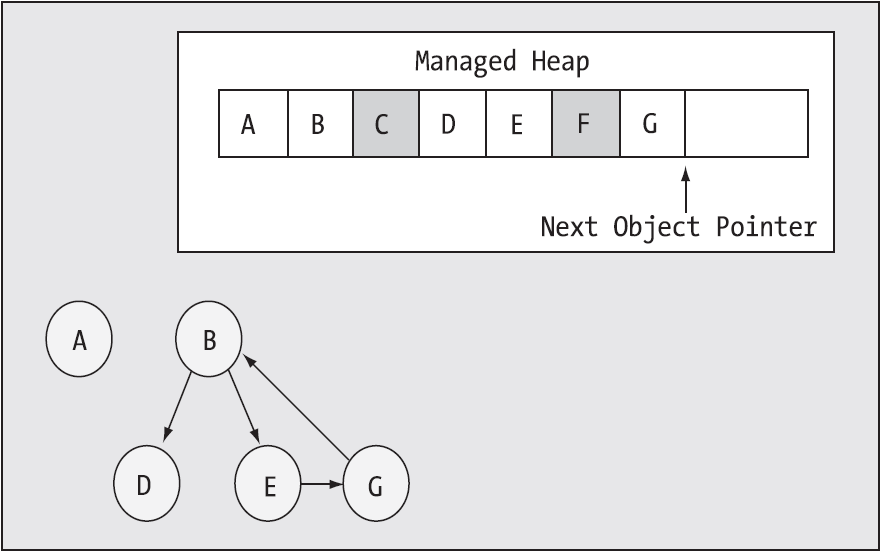 Managed Heap
A B C D E F G
Next Object Pointer
A B
D E G